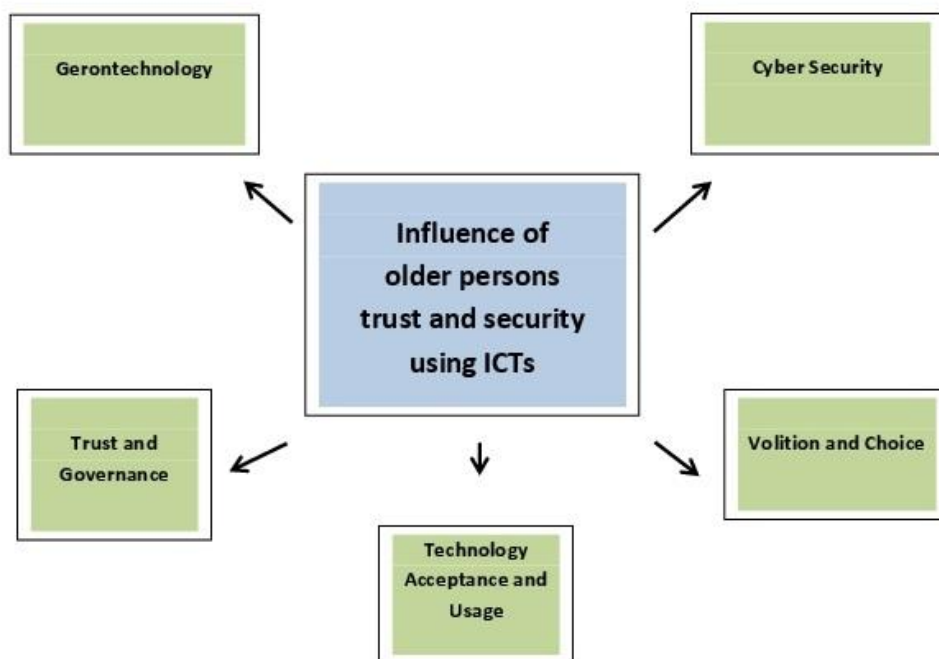 Gerontechnology
Cyber Security
Influence of
older persons
trust and security
using ICTs
Trust and
Governance
Volition and Choice
Technology
Acceptance and
Usage